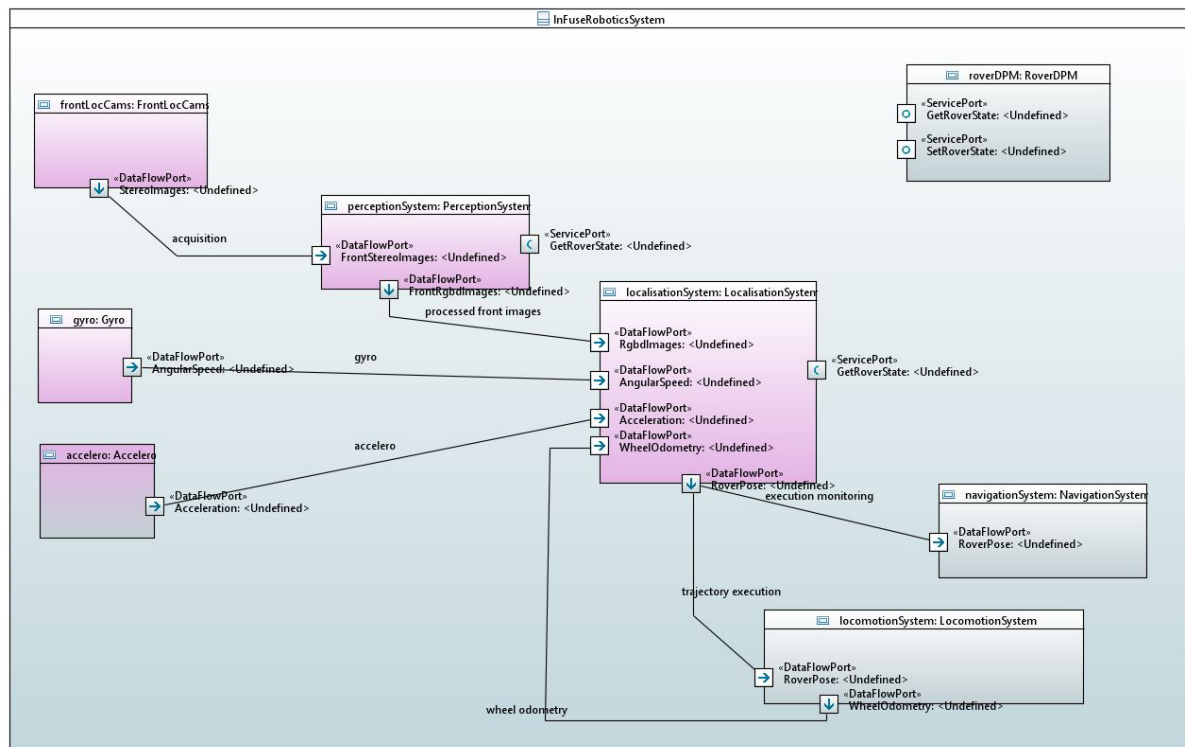 InFuseRoboticsSystem
roverDPM: RoverDPM
«ServicePort»
GetRoverState: <Undefined>
«ServicePort»
SetRoverState: <Undefined>
frontLocCams: FrontLocCams
«DataFlowPort»
StereoImages: <Undefined>
acquisition
perceptionSystem: PerceptionSystem
«DataFlowPort»
FrontStereoImages: <Undefined>
«ServicePort»
GetRoverState: <Undefined>
«DataFlowPort»
FrontRgbdImages: <Undefined>
processed front images
localisationSystem: LocalisationSystem
«DataFlowPort»
RgbdImages: <Undefined>
«DataFlowPort»
AngularSpeed: <Undefined>
«DataFlowPort»
Acceleration: <Undefined>
«DataFlowPort»
WheelOdometry: <Undefined>
«ServicePort»
GetRoverState: <Undefined>
«DataFlowPort»
RoverPose: <Undefined>
gyro: Gyro
«DataFlowPort»
AngularSpeed: <Undefined>
gyro
accelero: Accelero
«DataFlowPort»
Acceleration: <Undefined>
accelero
execution monitoring
navigationSystem: NavigationSystem
«DataFlowPort»
RoverPose: <Undefined>
trajectory execution
locomotionSystem: LocomotionSystem
«DataFlowPort»
RoverPose: <Undefined>
«DataFlowPort»
WheelOdometry: <Undefined>
wheel odometry